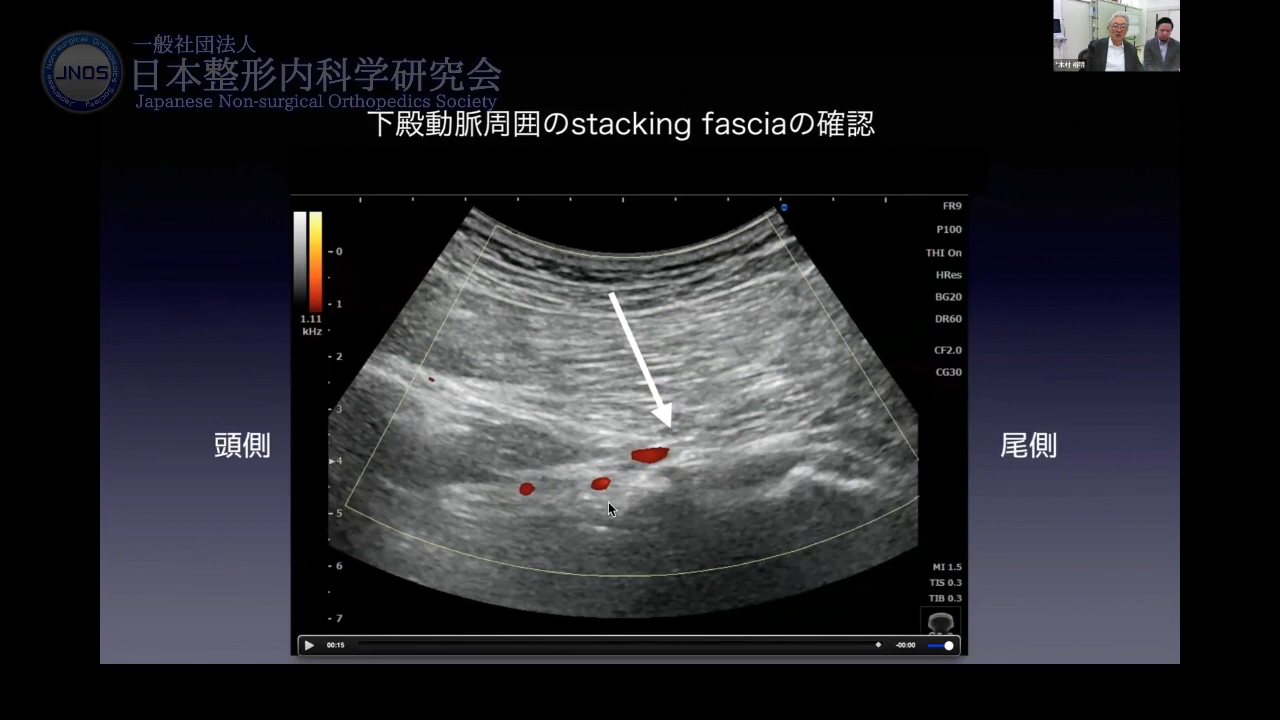 一般社団法人
日本整形内科学研究会
JNOS
Japanese Non-surgical Orthopedics Society
下殿動脈周囲のstacking fasciaの確認
FR9
P100
THI On
HRes
BG20
DR60
CF2.0
CG30
1.11
kHz
0
1
2
3
4
5
6
7
頭側
尾側
MI 1.5
TIS 0.3
TIB 0.3
00:15
-00:00